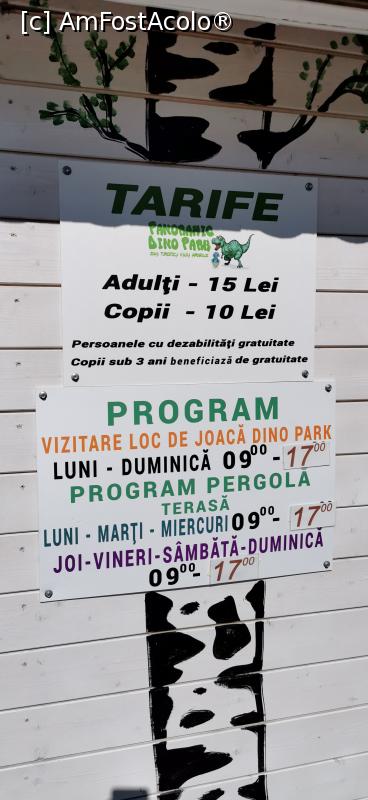 [c] AmFostAcolo®
TARIFE
PANORAMIC
DINO PARK
Adulţi - 15 Lei
Copii - 10 Lei
Persoanele cu dezabilităţi gratuitate
Copii sub 3 ani beneficiază de gratuitate
PROGRAM
VIZITARE LOC DE JOACĂ DINO PARK
LUNI - DUMINICĂ 09⁰⁰ - 17⁰⁰
PROGRAM PERGOLĂ
TERASĂ
LUNI - MARŢI - MIERCURI 09⁰⁰ - 17⁰⁰
JOI-VINERI-SÂMBĂTĂ-DUMINICĂ
09⁰⁰ - 17⁰⁰